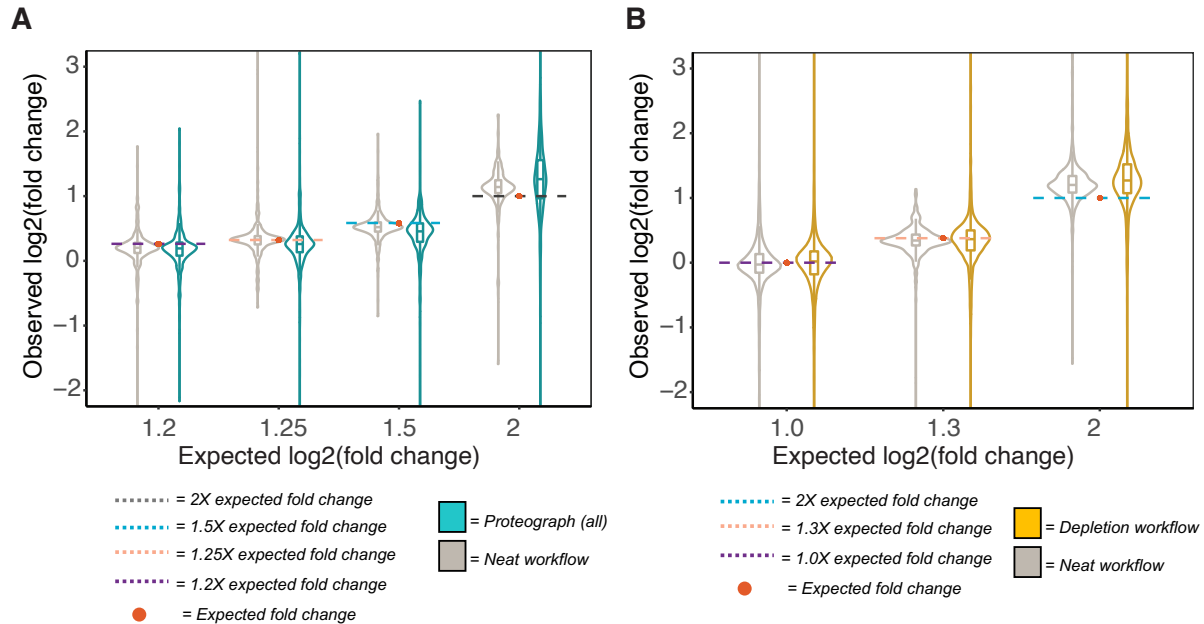 A
Observed log2(fold change)
3
2
1
0
−1
−2
1.2 1.25 1.5 2
Expected log2(fold change)
= 2X expected fold change
= 1.5X expected fold change
= 1.25X expected fold change
= 1.2X expected fold change
= Expected fold change
= Proteograph (all)
= Neat workflow
B
Observed log2(fold change)
3
2
1
0
−1
−2
1.0 1.3 2
Expected log2(fold change)
= 2X expected fold change
= 1.3X expected fold change
= 1.0X expected fold change
= Expected fold change
= Depletion workflow
= Neat workflow